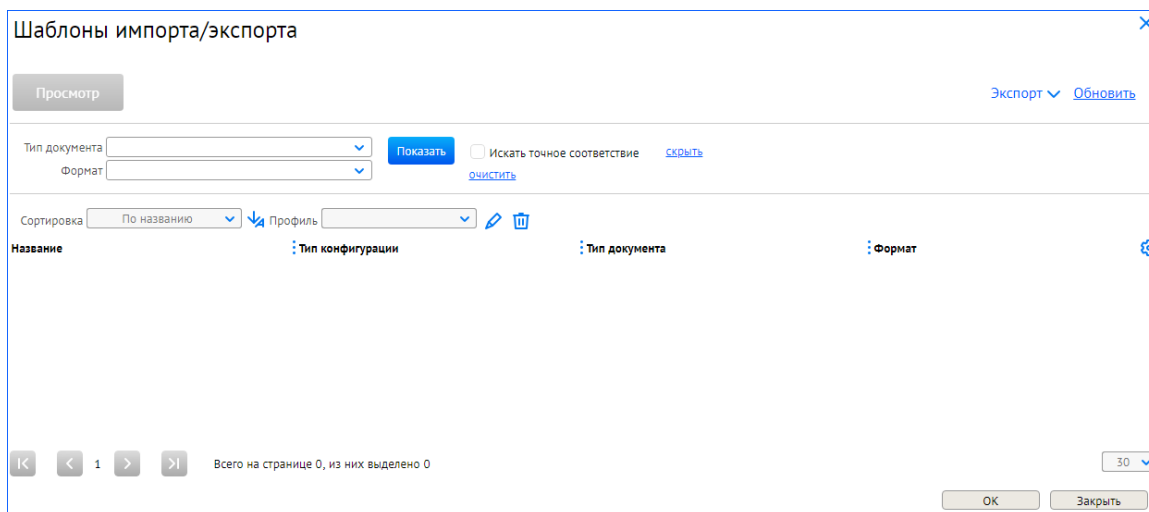 Шаблоны импорта/экспорта
Просмотр
Экспорт Обновить
Тип документа
Показать Искать точное соответствие скрыть
Формат
очистить
Сортировка По названию Профиль
Название Тип конфигурации Тип документа Формат
1 Всего на странице 0, из них выделено 0 30
ОК Закрыть